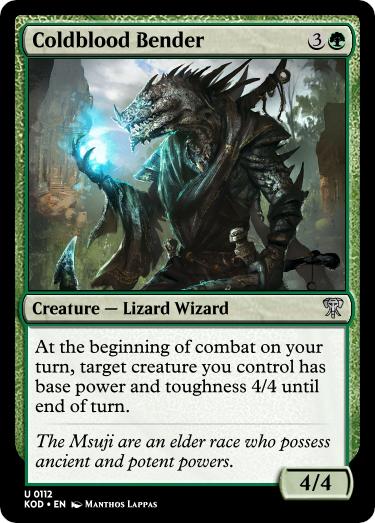 Coldblood Bender 3
Creature — Lizard Wizard
At the beginning of combat on your
turn, target creature you control has
base power and toughness 4/4 until
end of turn.
The Msuji are an elder race who possess
ancient and potent powers.
4/4
U 0112
KOD • EN Manthos Lappas